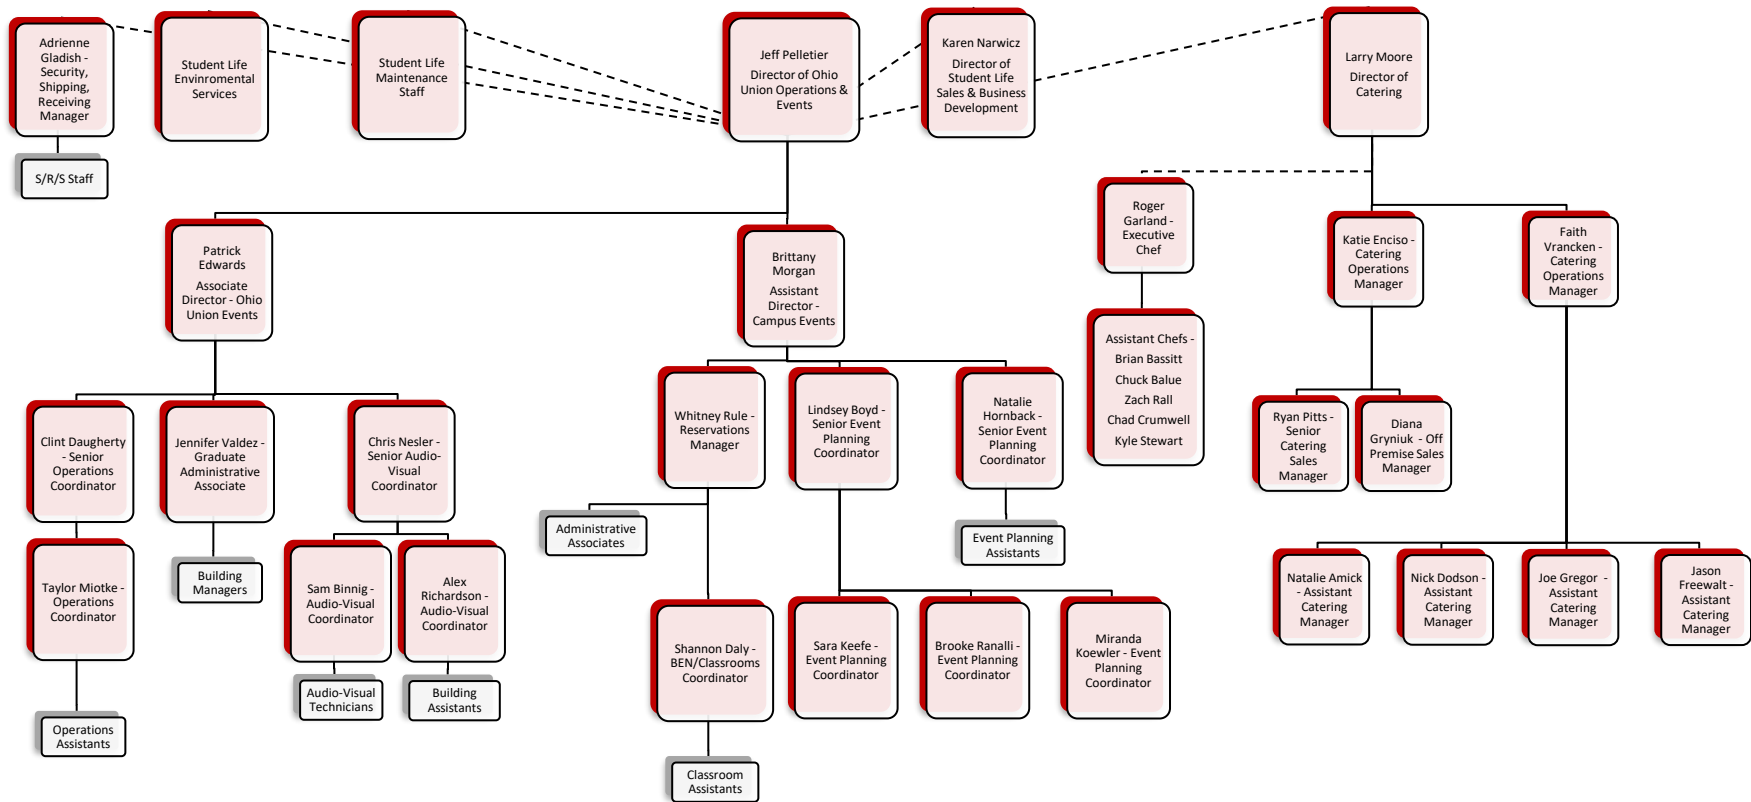 Adrienne
Gladish -
Security,
Shipping,
Receiving
Manager
S/R/S Staff
Student Life
Envinromental
Services
Student Life
Maintenance
Staff
Jeff Pelletier
Director of Ohio
Union Operations &
Events
Karen Narwicz
Director of
Student Life
Sales & Business
Development
Larry Moore
Director of
Catering
Patrick
Edwards
Associate
Director - Ohio
Union Events
Brittany
Morgan
Assistant
Director -
Campus Events
Roger
Garland -
Executive
Chef
Katie Enciso -
Catering
Operations
Manager
Faith
Vrancken -
Catering
Operations
Manager
Assistant Chefs -
Brian Bassitt
Chuck Balue
Zach Rall
Chad Crumwell
Kyle Stewart
Clint Daugherty
- Senior
Operations
Coordinator
Jennifer Valdez -
Graduate
Administrative
Associate
Chris Nesler -
Senior Audio-
Visual
Coordinator
Whitney Rule -
Reservations
Manager
Lindsey Boyd -
Senior Event
Planning
Coordinator
Natalie
Hornback -
Senior Event
Planning
Coordinator
Ryan Pitts -
Senior
Catering
Sales
Manager
Diana
Gryniuk - Off
Premise Sales
Manager
Administrative
Associates
Event Planning
Assistants
Taylor Miotke -
Operations
Coordinator
Building
Managers
Sam Binnig -
Audio-Visual
Coordinator
Alex
Richardson -
Audio-Visual
Coordinator
Natalie Amick
- Assistant
Catering
Manager
Nick Dodson -
Assistant
Catering
Manager
Joe Gregor -
Assistant
Catering
Manager
Jason
Freewalt -
Assistant
Catering
Manager
Shannon Daly -
BEN/Classrooms
Coordinator
Sara Keefe -
Event Planning
Coordinator
Brooke Ranalli -
Event Planning
Coordinator
Miranda
Koewler - Event
Planning
Coordinator
Operations
Assistants
Audio-Visual
Technicians
Building
Assistants
Classroom
Assistants